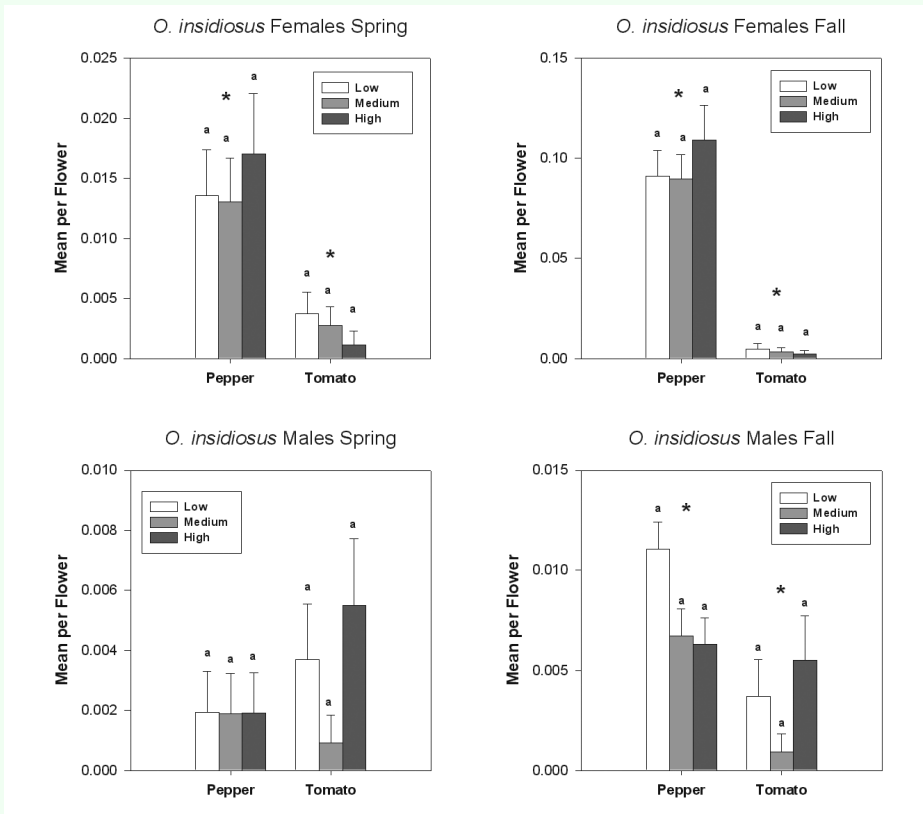 O. insidiosus Females Spring
Mean per Flower
0.025
0.020
0.015
0.010
0.005
0.000
Low
Medium
High
a
*
a
a
a
*
a
a
Pepper
Tomato
O. insidiosus Females Fall
Mean per Flower
0.15
0.10
0.05
0.00
Low
Medium
High
a
*
a
a
*
a
a
a
Pepper
Tomato
O. insidiosus Males Spring
Mean per Flower
0.010
0.008
0.006
0.004
0.002
0.000
Low
Medium
High
a
a
a
a
a
a
Pepper
Tomato
O. insidiosus Males Fall
Mean per Flower
0.015
0.010
0.005
0.000
Low
Medium
High
a
*
a
a
*
a
a
a
Pepper
Tomato